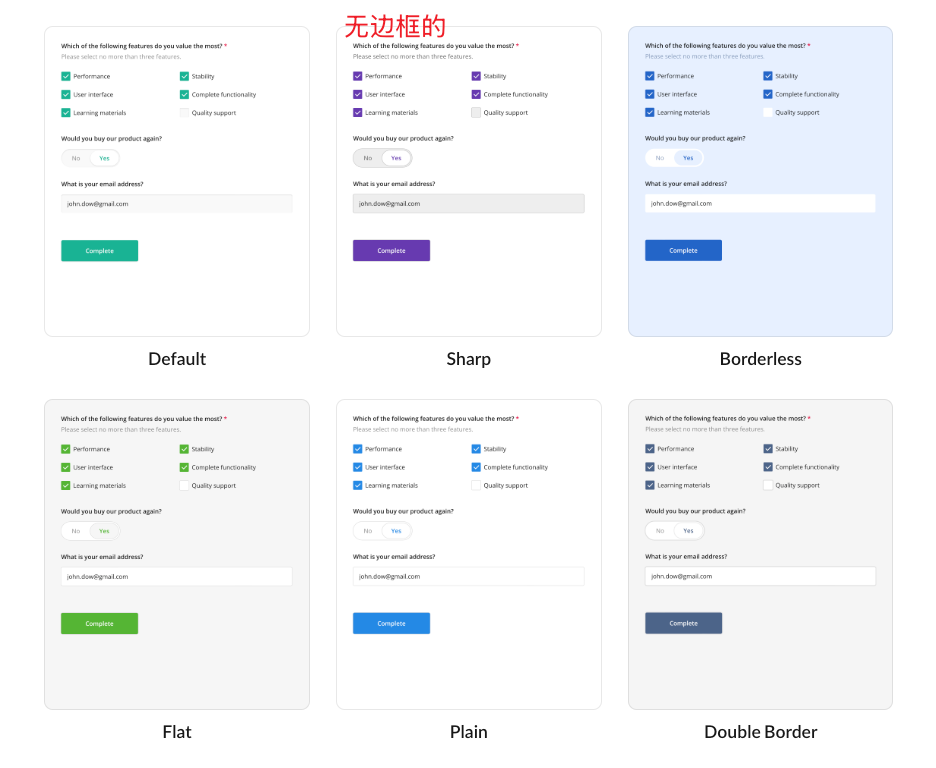 无边框的
Which of the following features do you value the most? *
Please select no more than three features.
Performance
Stability
User interface
Complete functionality
Learning materials
Quality support
Would you buy our product again?
No
Yes
What is your email address?
john.dow@gmail.com
Complete
Default
Which of the following features do you value the most? *
Please select no more than three features.
Performance
Stability
User interface
Complete functionality
Learning materials
Quality support
Would you buy our product again?
No
Yes
What is your email address?
john.dow@gmail.com
Complete
Sharp
Which of the following features do you value the most? *
Please select no more than three features.
Performance
Stability
User interface
Complete functionality
Learning materials
Quality support
Would you buy our product again?
No
Yes
What is your email address?
john.dow@gmail.com
Complete
Borderless
Which of the following features do you value the most? *
Please select no more than three features.
Performance
Stability
User interface
Complete functionality
Learning materials
Quality support
Would you buy our product again?
No
Yes
What is your email address?
john.dow@gmail.com
Complete
Flat
Which of the following features do you value the most? *
Please select no more than three features.
Performance
Stability
User interface
Complete functionality
Learning materials
Quality support
Would you buy our product again?
No
Yes
What is your email address?
john.dow@gmail.com
Complete
Plain
Which of the following features do you value the most? *
Please select no more than three features.
Performance
Stability
User interface
Complete functionality
Learning materials
Quality support
Would you buy our product again?
No
Yes
What is your email address?
john.dow@gmail.com
Complete
Double Border